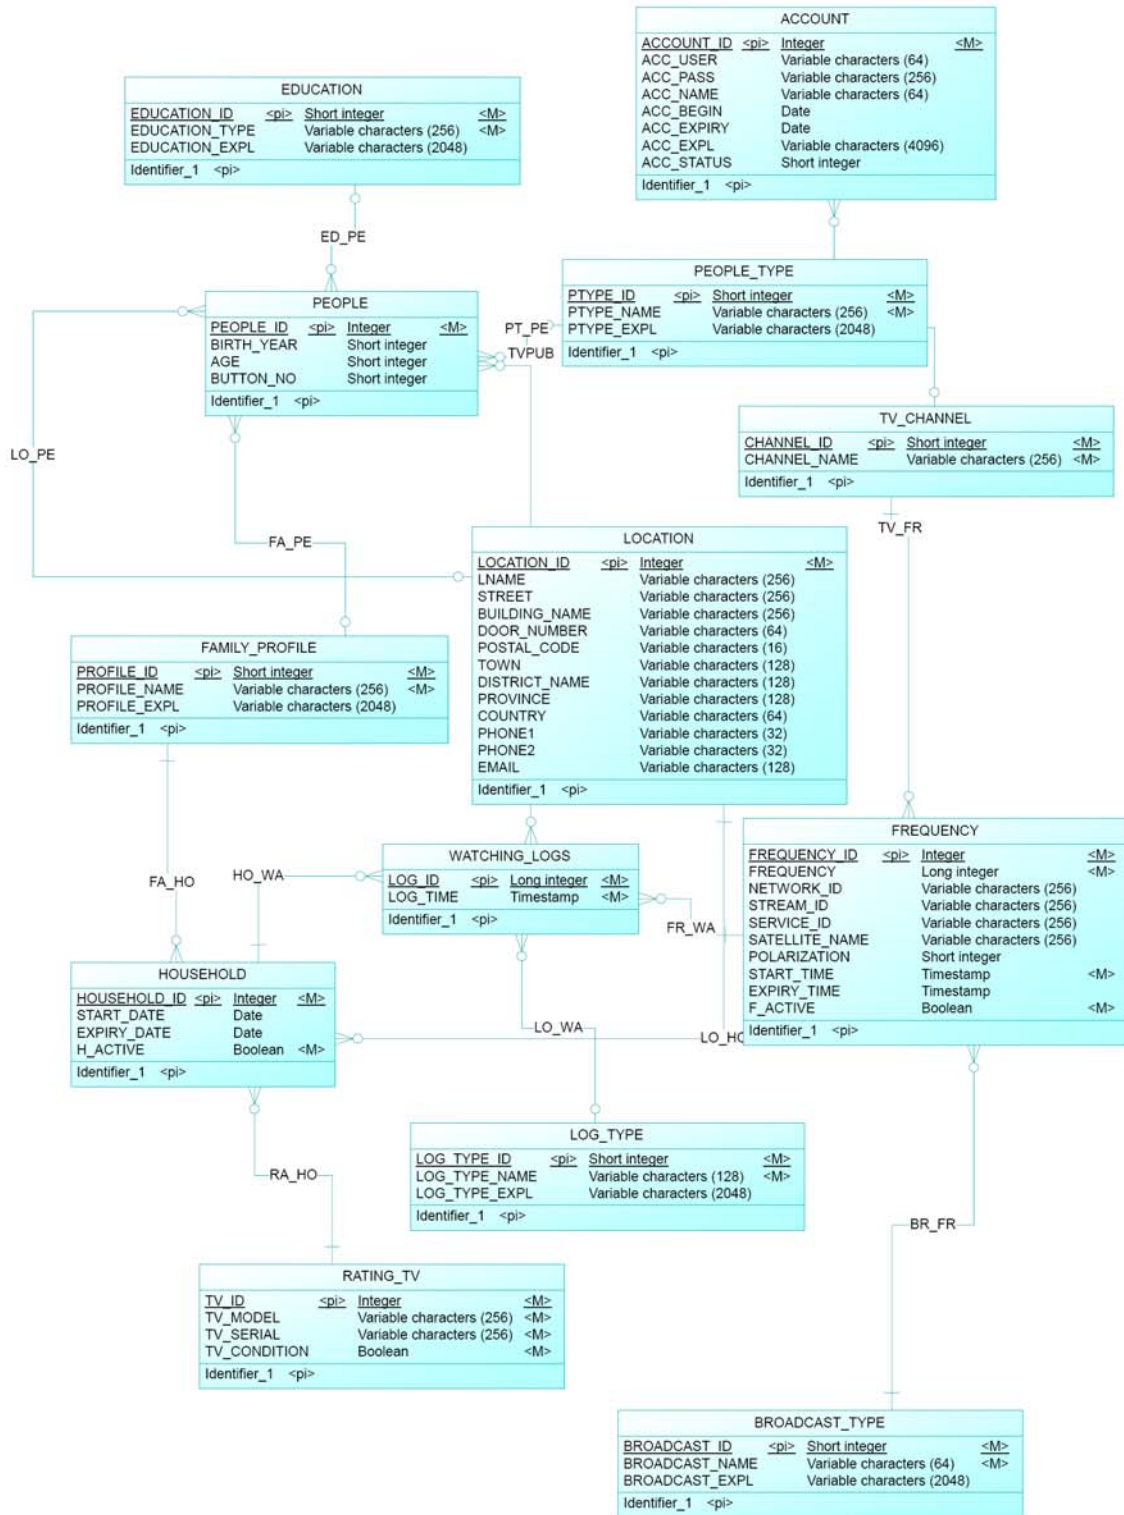 ACCOUNT
ACCOUNT_ID <pi> Integer <M>
ACC_USER Variable characters (64)
ACC_PASS Variable characters (256)
ACC_NAME Variable characters (64)
ACC_BEGIN Date
ACC_EXPIRY Date
ACC_EXPL Variable characters (4096)
ACC_STATUS Short integer
Identifier_1 <pi>
EDUCATION
EDUCATION_ID <pi> Short integer <M>
EDUCATION_TYPE Variable characters (256) <M>
EDUCATION_EXPL Variable characters (2048)
Identifier_1 <pi>
ED_PE
PEOPLE_TYPE
PTYPE_ID <pi> Short integer <M>
PTYPE_NAME Variable characters (256) <M>
PTYPE_EXPL Variable characters (2048)
Identifier_1 <pi>
PEOPLE
PEOPLE_ID <pi> Integer <M>
BIRTH_YEAR Short integer
AGE Short integer
BUTTON_NO Short integer
Identifier_1 <pi>
PT_PE
TVPUB
TV_CHANNEL
CHANNEL_ID <pi> Short integer <M>
CHANNEL_NAME Variable characters (256) <M>
Identifier_1 <pi>
LO_PE
TV_FR
FA_PE
LOCATION
LOCATION_ID <pi> Integer <M>
LNAME Variable characters (256)
STREET Variable characters (256)
BUILDING_NAME Variable characters (256)
DOOR_NUMBER Variable characters (64)
POSTAL_CODE Variable characters (16)
TOWN Variable characters (128)
DISTRICT_NAME Variable characters (128)
PROVINCE Variable characters (128)
COUNTRY Variable characters (64)
PHONE1 Variable characters (32)
PHONE2 Variable characters (32)
EMAIL Variable characters (128)
Identifier_1 <pi>
FAMILY_PROFILE
PROFILE_ID <pi> Short integer <M>
PROFILE_NAME Variable characters (256) <M>
PROFILE_EXPL Variable characters (2048)
Identifier_1 <pi>
FREQUENCY
FREQUENCY_ID <pi> Integer <M>
FREQUENCY Long integer <M>
NETWORK_ID Variable characters (256)
STREAM_ID Variable characters (256)
SERVICE_ID Variable characters (256)
SATELLITE_NAME Variable characters (256)
POLARIZATION Short integer
START_TIME Timestamp <M>
EXPIRY_TIME Timestamp
F_ACTIVE Boolean <M>
Identifier_1 <pi>
WATCHING_LOGS
LOG_ID <pi> Long integer <M>
LOG_TIME Timestamp <M>
Identifier_1 <pi>
FA_HO
HO_WA
FR_WA
HOUSEHOLD
HOUSEHOLD_ID <pi> Integer <M>
START_DATE Date
EXPIRY_DATE Date
H_ACTIVE Boolean <M>
Identifier_1 <pi>
LO_WA
LO_HO
LOG_TYPE
LOG_TYPE_ID <pi> Short integer <M>
LOG_TYPE_NAME Variable characters (128) <M>
LOG_TYPE_EXPL Variable characters (2048)
Identifier_1 <pi>
RA_HO
BR_FR
RATING_TV
TV_ID <pi> Integer <M>
TV_MODEL Variable characters (256) <M>
TV_SERIAL Variable characters (256) <M>
TV_CONDITION Boolean <M>
Identifier_1 <pi>
BROADCAST_TYPE
BROADCAST_ID <pi> Short integer <M>
BROADCAST_NAME Variable characters (64) <M>
BROADCAST_EXPL Variable characters (2048)
Identifier_1 <pi>